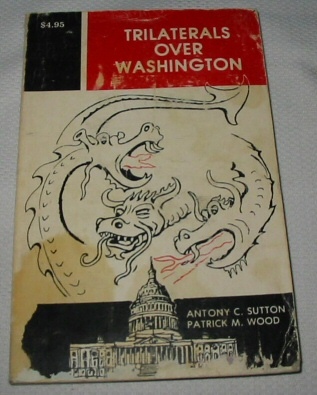 $4.95
TRILATERALS
OVER
WASHINGTON
ANTONY C. SUTTON
PATRICK M. WOOD